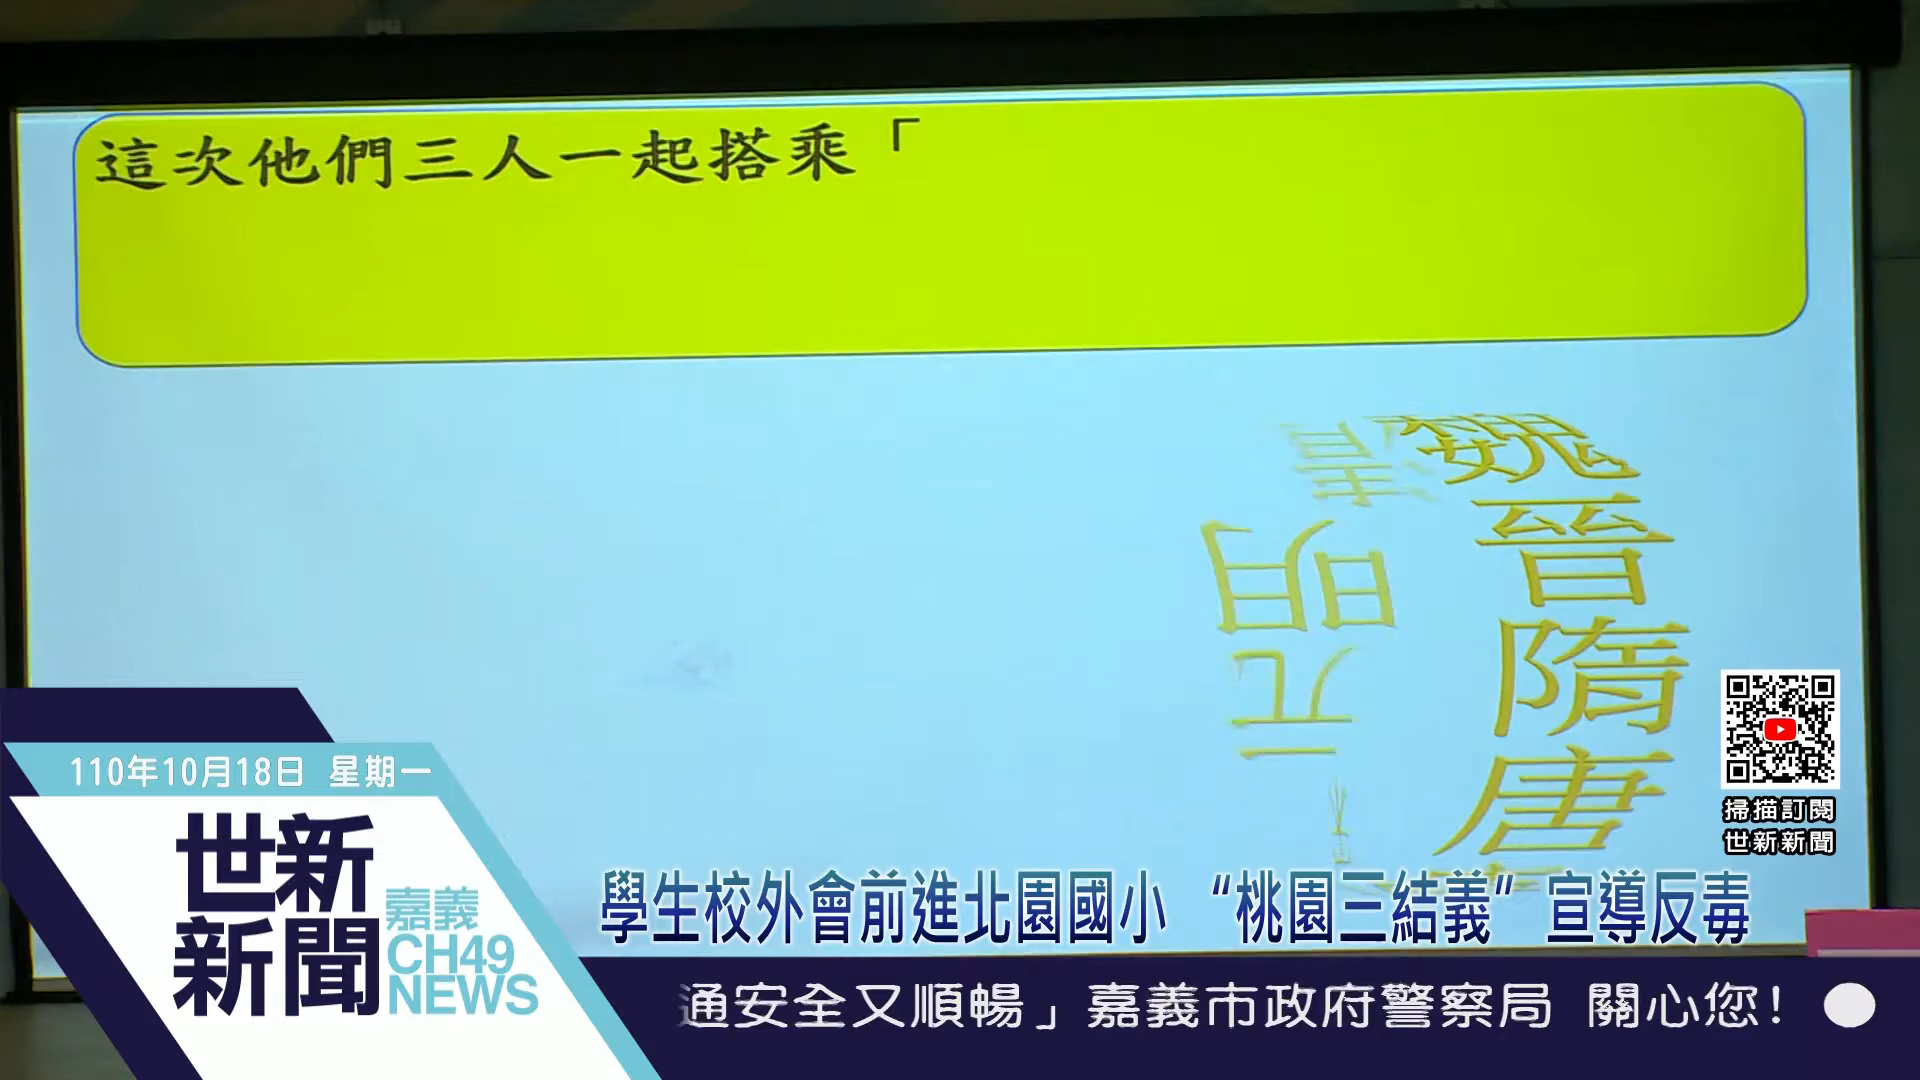 這次他們三人一起搭乘「
魏
晉
隋
唐
元
明
清
掃描訂閱
世新新聞
110年10月18日 星期一
世新
新聞
嘉義
CH49
NEWS
學生校外會前進北園國小 “桃園三結義”宣導反毒
通安全又順暢」嘉義市政府警察局 關心您!